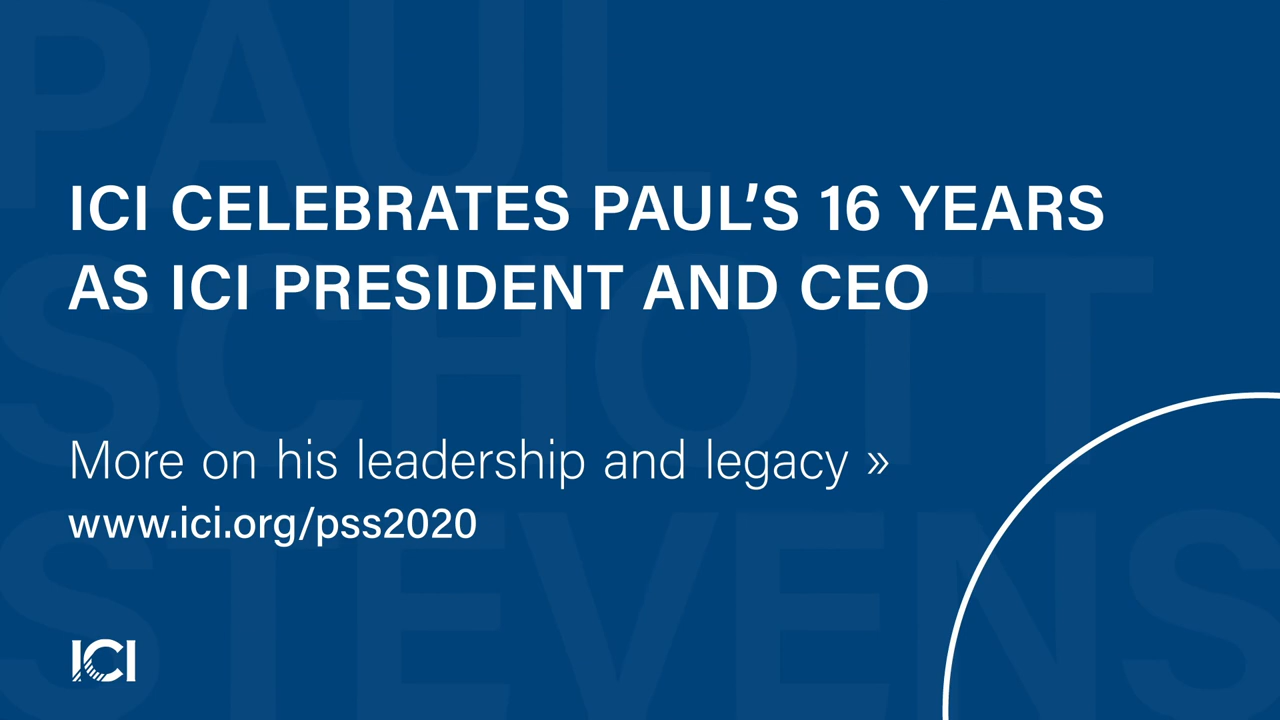 PAUL
SCHOTT
STEVENS
ICI CELEBRATES PAUL’S 16 YEARS
AS ICI PRESIDENT AND CEO
More on his leadership and legacy »
www.ici.org/pss2020
ICI